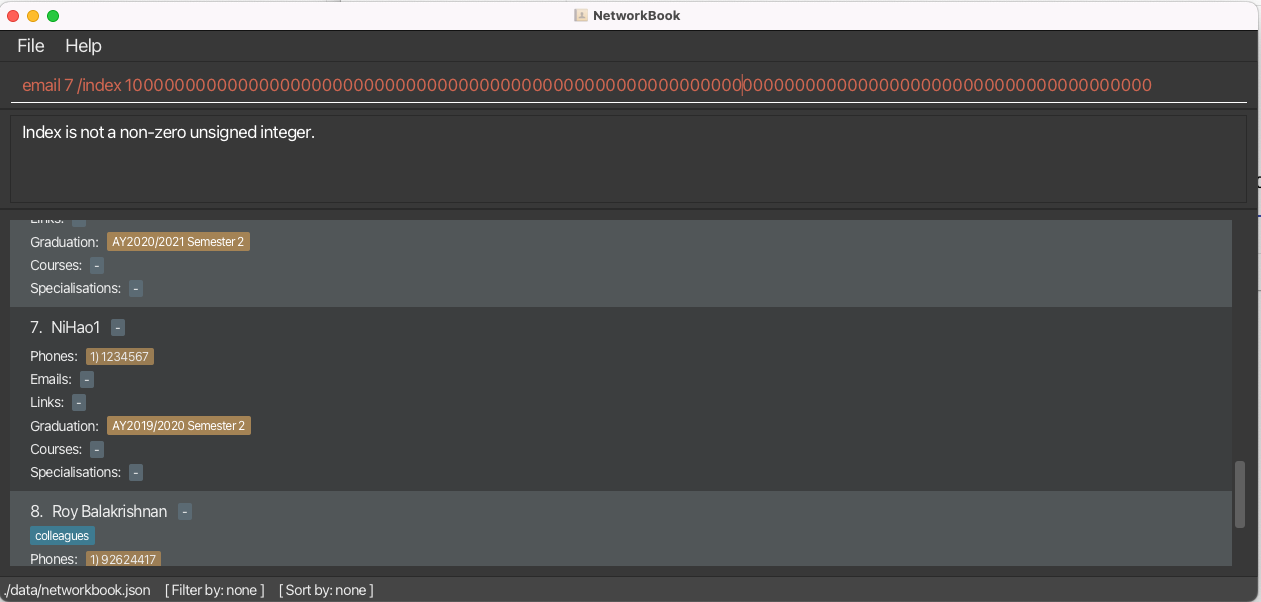 NetworkBook
File Help
email 7 /index
Index is not a non-zero unsigned integer.
Links: -
Graduation: AY2020/2021 Semester 2
Courses: -
Specialisations: -
7. NiHao1 -
Phones: 1) 1234567
Emails: -
Links: -
Graduation: AY2019/2020 Semester 2
Courses: -
Specialisations: -
8. Roy Balakrishnan -
colleagues
Phones: 1) 92624417
./data/networkbook.json [ Filter by: none ] [ Sort by: none ]